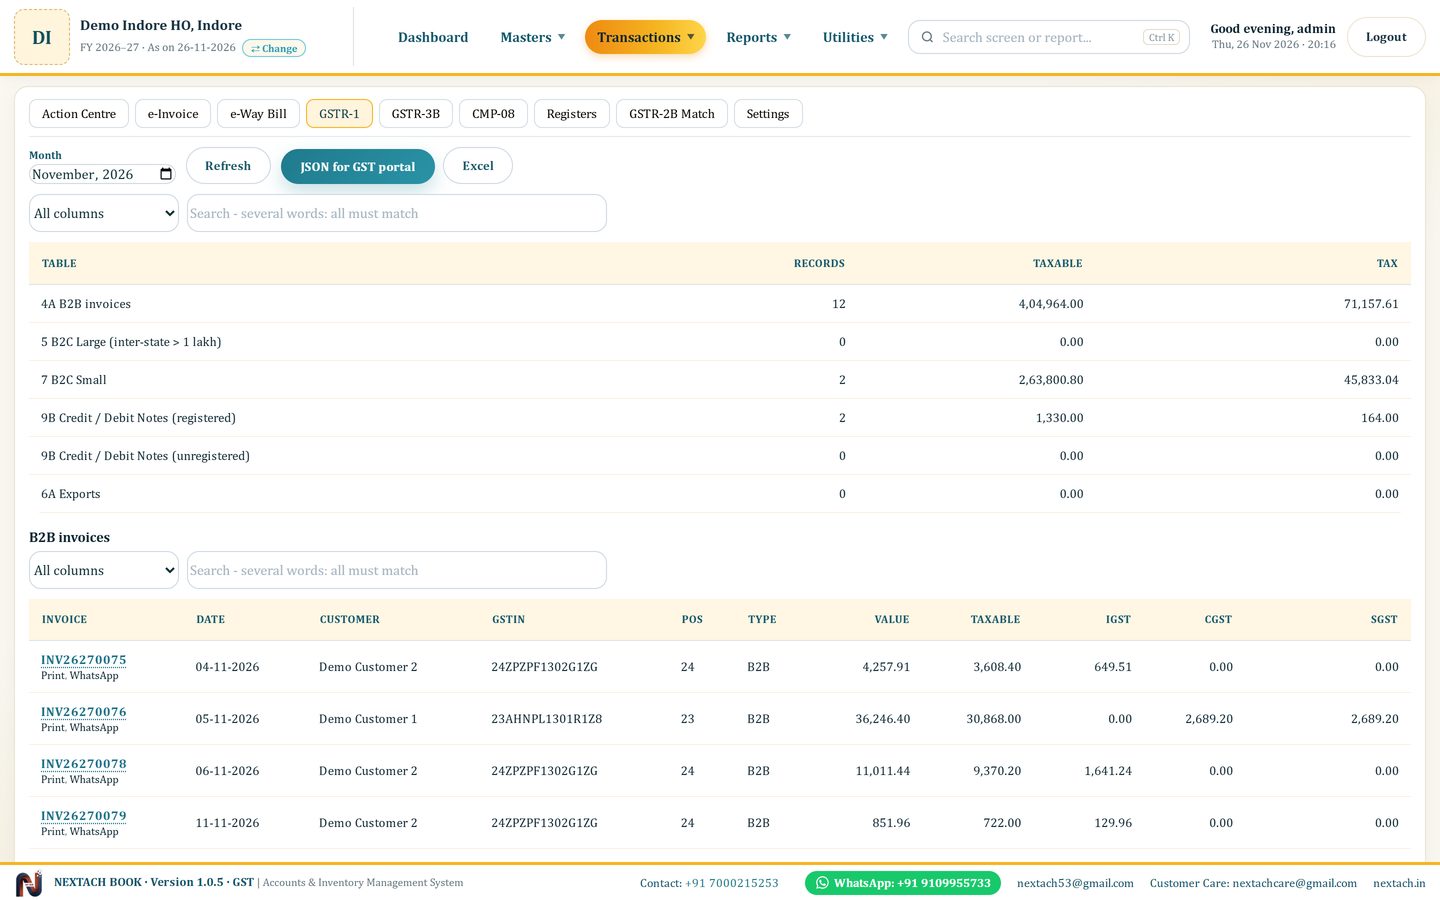 DI
Demo Indore HO, Indore
FY 2026–27 · As on 26-11-2026 ⇄ Change
Dashboard Masters ▼ Transactions ▼ Reports ▼ Utilities ▼
Search screen or report... Ctrl K
Good evening, admin
Thu, 26 Nov 2026 · 20:16
Logout
Action Centre e-Invoice e-Way Bill GSTR-1 GSTR-3B CMP-08 Registers GSTR-2B Match Settings
Month
November, 2026
Refresh JSON for GST portal Excel
All columns Search - several words: all must match
TABLE RECORDS TAXABLE TAX
4A B2B invoices 12 4,04,964.00 71,157.61
5 B2C Large (inter-state > 1 lakh) 0 0.00 0.00
7 B2C Small 2 2,63,800.80 45,833.04
9B Credit / Debit Notes (registered) 2 1,330.00 164.00
9B Credit / Debit Notes (unregistered) 0 0.00 0.00
6A Exports 0 0.00 0.00
B2B invoices
All columns Search - several words: all must match
INVOICE DATE CUSTOMER GSTIN POS TYPE VALUE TAXABLE IGST CGST SGST
INV26270075 04-11-2026 Demo Customer 2 24ZPZPF1302G1ZG 24 B2B 4,257.91 3,608.40 649.51 0.00 0.00
Print, WhatsApp
INV26270076 05-11-2026 Demo Customer 1 23AHNPL1301R1Z8 23 B2B 36,246.40 30,868.00 0.00 2,689.20 2,689.20
Print, WhatsApp
INV26270078 06-11-2026 Demo Customer 2 24ZPZPF1302G1ZG 24 B2B 11,011.44 9,370.20 1,641.24 0.00 0.00
Print, WhatsApp
INV26270079 11-11-2026 Demo Customer 2 24ZPZPF1302G1ZG 24 B2B 851.96 722.00 129.96 0.00 0.00
Print, WhatsApp
NEXTACH BOOK · Version 1.0.5 · GST | Accounts & Inventory Management System
Contact: +91 7000215253 WhatsApp: +91 9109955733 nextach53@gmail.com Customer Care: nextachcare@gmail.com nextach.in